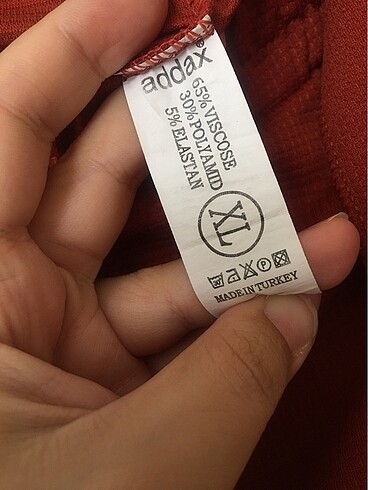 addax®
65% VISCOSE
30% POLYAMID
5% ELASTAN
XL
P
MADE IN TURKEY